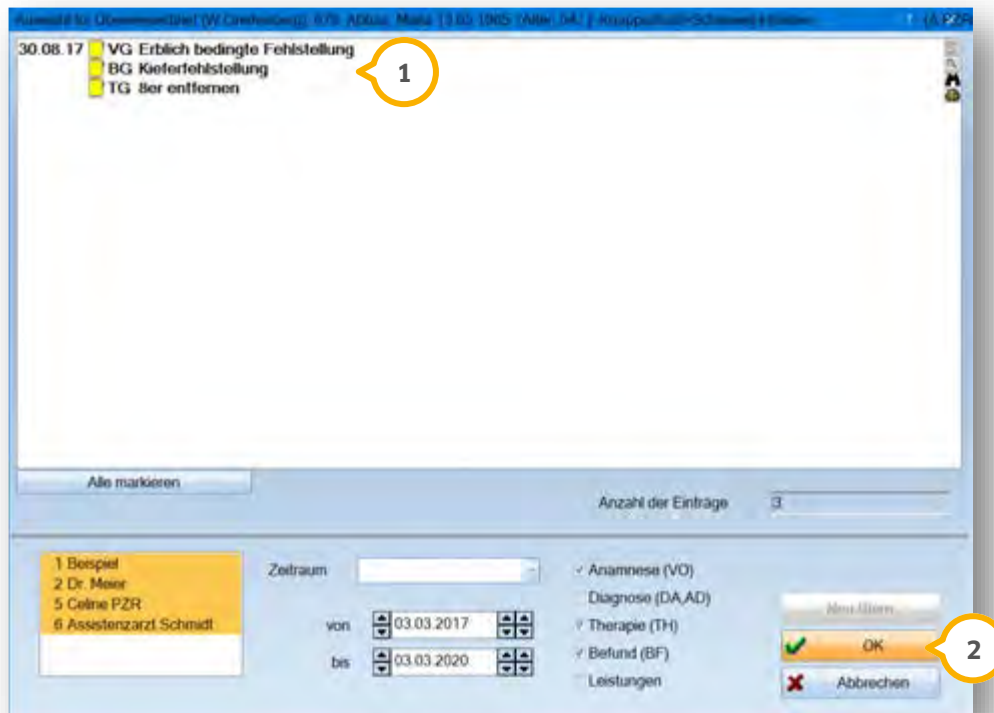 30.08.17 VG Erblich bedingte Fehlstellung
BG Kieferfehlstellung
TG 8er entfernen
1
Alle markieren
Anzahl der Einträge 3
1 Beispiel
2 Dr. Meier
5 Celine PZR
6 Assistenzarzt Schmidt
Zeitraum
von 03.03.2017
bis 03.03.2020
Anamnese (VO)
Diagnose (DA,AD)
Therapie (TH)
Befund (BF)
Leistungen
OK
2
Abbrechen